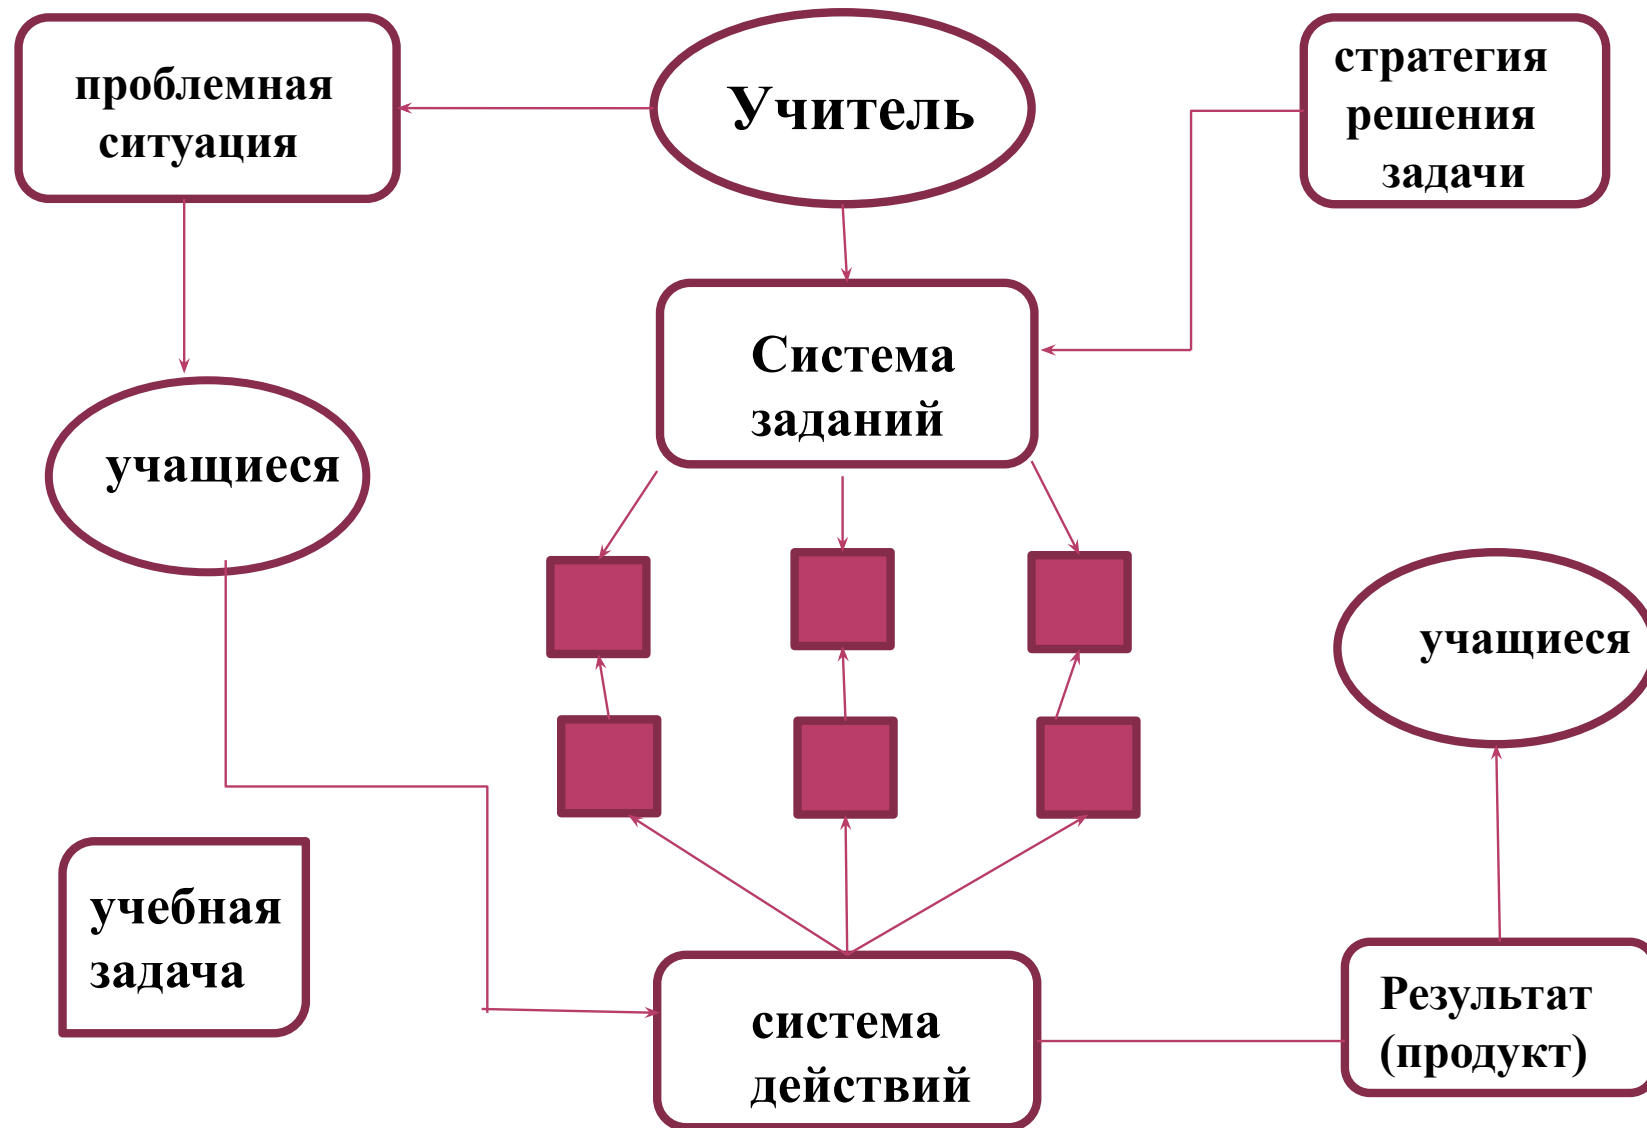 проблемная
ситуация
Учитель
стратегия
решения
задачи
Система
заданий
учащиеся
учащиеся
учебная
задача
система
действий
Результат
(продукт)